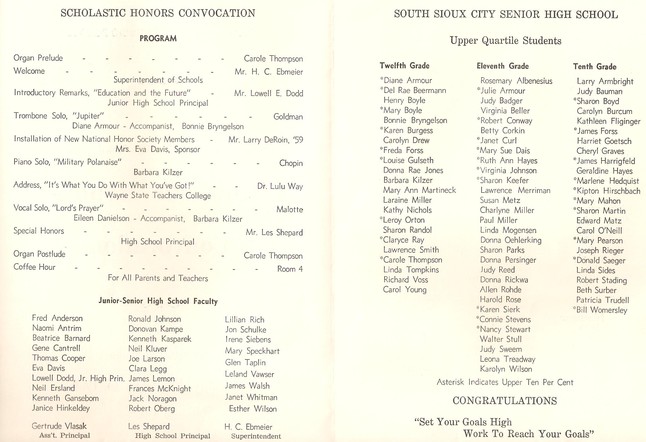 SCHOLASTIC HONORS CONVOCATION
PROGRAM
Organ Prelude - - - - - - Carole Thompson
Welcome - - - - - - - Mr. H. C. Ebmeier
Superintendent of Schools
Introductory Remarks, "Education and the Future" - - Mr. Lowell E. Dodd
Junior High School Principal
Trombone Solo, "Jupiter" - - - - - Goldman
Diane Armour - Accompanist, Bonnie Bryngelson
Installation of New National Honor Society Members - Mr. Larry DeRoin, '59
Mrs. Eva Davis, Sponsor
Piano Solo, "Military Polanaise" - - - - - Chopin
Barbara Kilzer
Address, "It's What You Do With What You've Got!" - - Dr. Lulu Way
Wayne State Teachers College
Vocal Solo, "Lord's Prayer" - - - - - Malotte
Eileen Danielson - Accompanist, Barbara Kilzer
Special Honors - - - - - - Mr. Les Shepard
High School Principal
Organ Postlude - - - - - - Carole Thompson
Coffee Hour - - - - - - - Room 4
For All Parents and Teachers
Junior-Senior High School Faculty
Fred Anderson
Naomi Antrim
Beatrice Barnard
Gene Cantrell
Thomas Cooper
Eva Davis
Lowell Dodd, Jr. High Prin.
Neil Ersland
Kenneth Gansebom
Janice Hinkeldey
Gertrude Vlasak
Ass't. Principal
Ronald Johnson
Donovan Kampe
Kenneth Kasparek
Neil Kluver
Joe Larson
Clara Legg
James Lemon
Frances McKnight
Jack Noragon
Robert Oberg
Les Shepard
High School Principal
Lillian Rich
Jon Schulke
Irene Siebens
Mary Speckhart
Glen Taplin
Leland Vawser
James Walsh
Janet Whitman
Esther Wilson
H. C. Ebmeier
Superintendent
SOUTH SIOUX CITY SENIOR HIGH SCHOOL
Upper Quartile Students
Twelfth Grade
*Diane Armour
*Del Rae Beermann
Henry Boyle
*Mary Boyle
Bonnie Bryngelson
*Karen Burgess
Carolyn Drew
*Freda Forss
*Louise Gulseth
Donna Rae Jones
Barbara Kilzer
Mary Ann Martineck
Laraine Miller
Kathy Nichols
*Leroy Orton
Sharon Randol
*Claryce Ray
Lawrence Smith
*Carole Thompson
Linda Tompkins
Richard Voss
Carol Young
Eleventh Grade
Rosemary Albenesius
*Julie Armour
Judy Badger
Virginia Beller
*Robert Conway
Betty Corkin
*Janet Curl
*Mary Sue Dais
*Ruth Ann Hayes
*Virginia Johnson
*Sharon Keefer
Lawrence Merriman
Susan Metz
Charlyne Miller
Paul Miller
Linda Mogensen
Donna Oehlerking
Sharon Parks
Donna Persinger
Judy Reed
Donna Rickwa
Allen Rohde
Harold Rose
*Karen Sierk
*Connie Stevens
*Nancy Stewart
Walter Stull
Judy Sweem
Leona Treadway
Karolyn Wilson
Tenth Grade
Larry Armbright
Judy Bauman
*Sharon Boyd
Carolyn Burcum
Kathleen Fliginger
*James Forss
Harriet Goetsch
Cheryl Graves
*James Harrigfeld
Geraldine Hayes
*Marlene Hedquist
*Kipton Hirschbach
*Mary Mahon
*Sharon Martin
Edward Matz
Carol O'Neill
*Mary Pearson
Joseph Rieger
*Donald Saeger
Linda Sides
Robert Stading
Beth Surber
Patricia Trudell
*Bill Womersley
Asterisk Indicates Upper Ten Per Cent
CONGRATULATIONS
"Set Your Goals High
Work To Reach Your Goals"